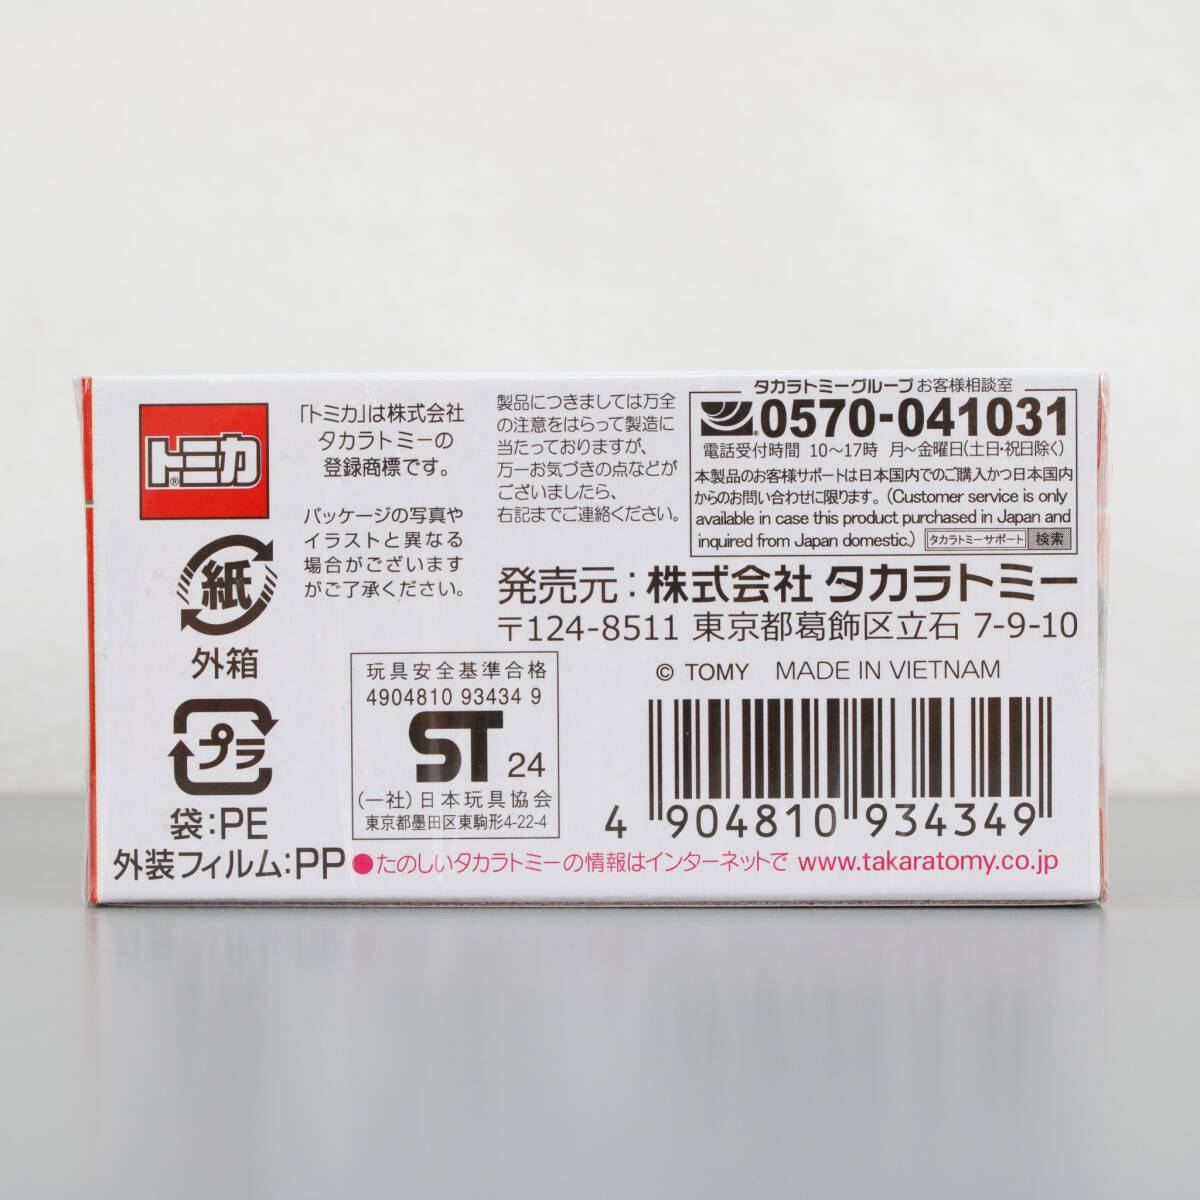 トミカ®
「トミカ」は株式会社
タカラトミーの
登録商標です。
パッケージの写真や
イラストと異なる
場合がございます
がご了承ください。
製品につきましては万全
の注意をはらって製造に
当たっておりますが、
万一お気づきの点などが
ございましたら、
右記までご連絡ください。
タカラトミーグループ お客様相談室
0570-041031
電話受付時間 10〜17時 月〜金曜日(土日・祝日除く)
本製品のお客様サポートは日本国内でのご購入かつ日本国内
からのお問い合わせに限ります。(Customer service is only
available in case this product purchased in Japan and
inquired from Japan domestic.) タカラトミーサポート 検索
発売元：株式会社 タカラトミー
〒124-8511 東京都葛飾区立石 7-9-10
紙
外箱
プラ
袋：PE
外装フィルム：PP
玩具安全基準合格
4904810 93434 9
ST 24
(一社)日本玩具協会
東京都墨田区東駒形4-22-4
© TOMY MADE IN VIETNAM
4 904810 934349
●たのしいタカラトミーの情報はインターネットで www.takaratomy.co.jp